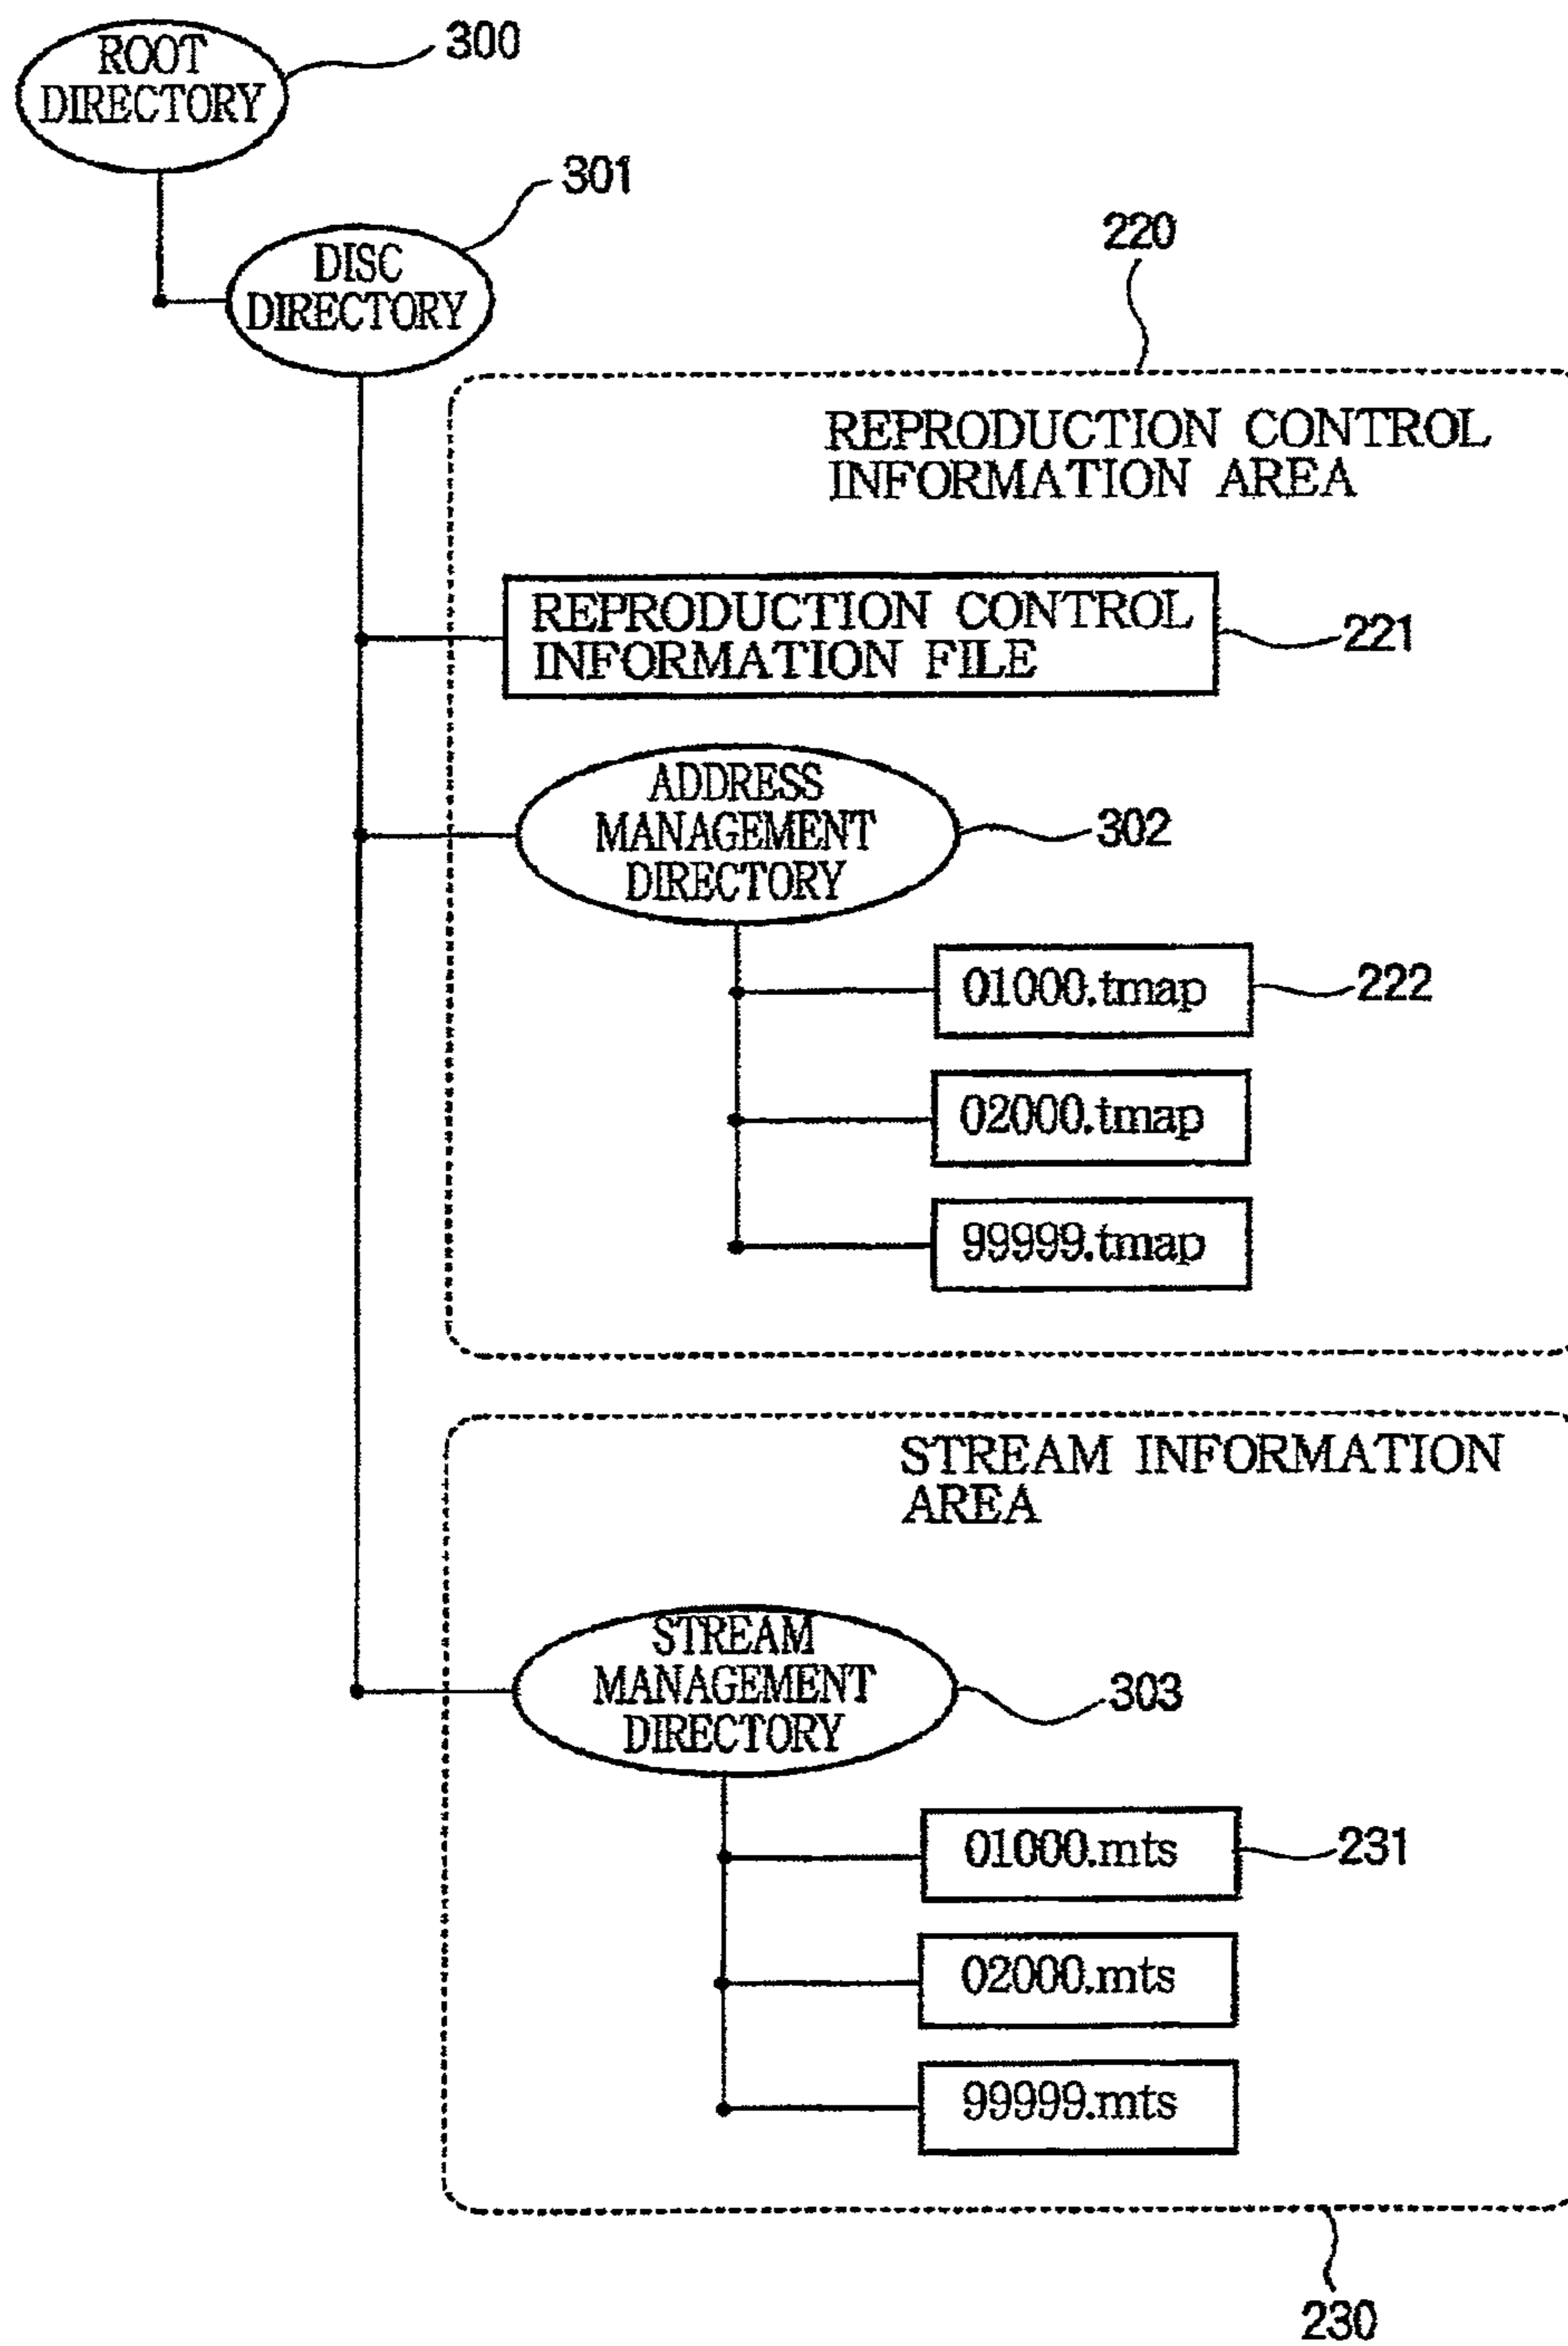 ROOT
DIRECTORY
300
301
DISC
DIRECTORY
220
REPRODUCTION CONTROL
INFORMATION AREA
REPRODUCTION CONTROL
INFORMATION FILE
221
ADDRESS
MANAGEMENT
DIRECTORY
302
01000.tmap
222
02000.tmap
99999.tmap
STREAM INFORMATION
AREA
STREAM
MANAGEMENT
DIRECTORY
303
01000.mts
231
02000.mts
99999.mts
230